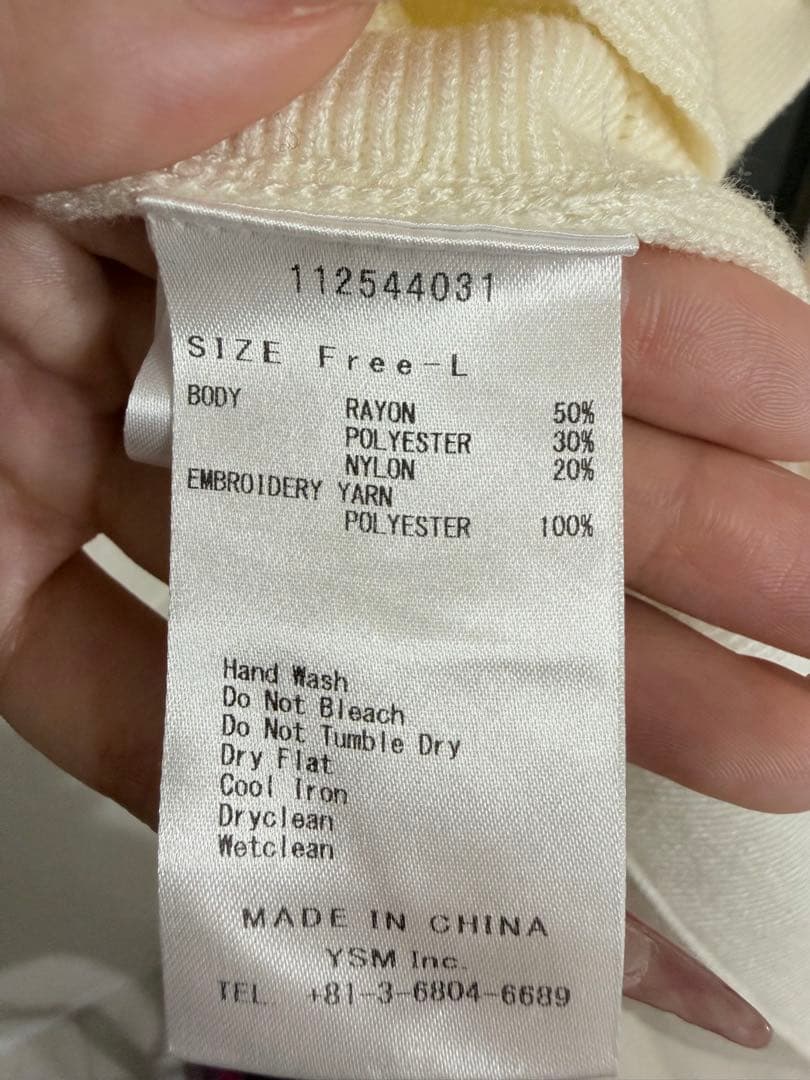 112544031
SIZE Free-L
BODY RAYON 50%
POLYESTER 30%
NYLON 20%
EMBROIDERY YARN
POLYESTER 100%
Hand Wash
Do Not Bleach
Do Not Tumble Dry
Dry Flat
Cool Iron
Dryclean
Wetclean
MADE IN CHINA
YSM Inc.
TEL. +81-3-6804-6689